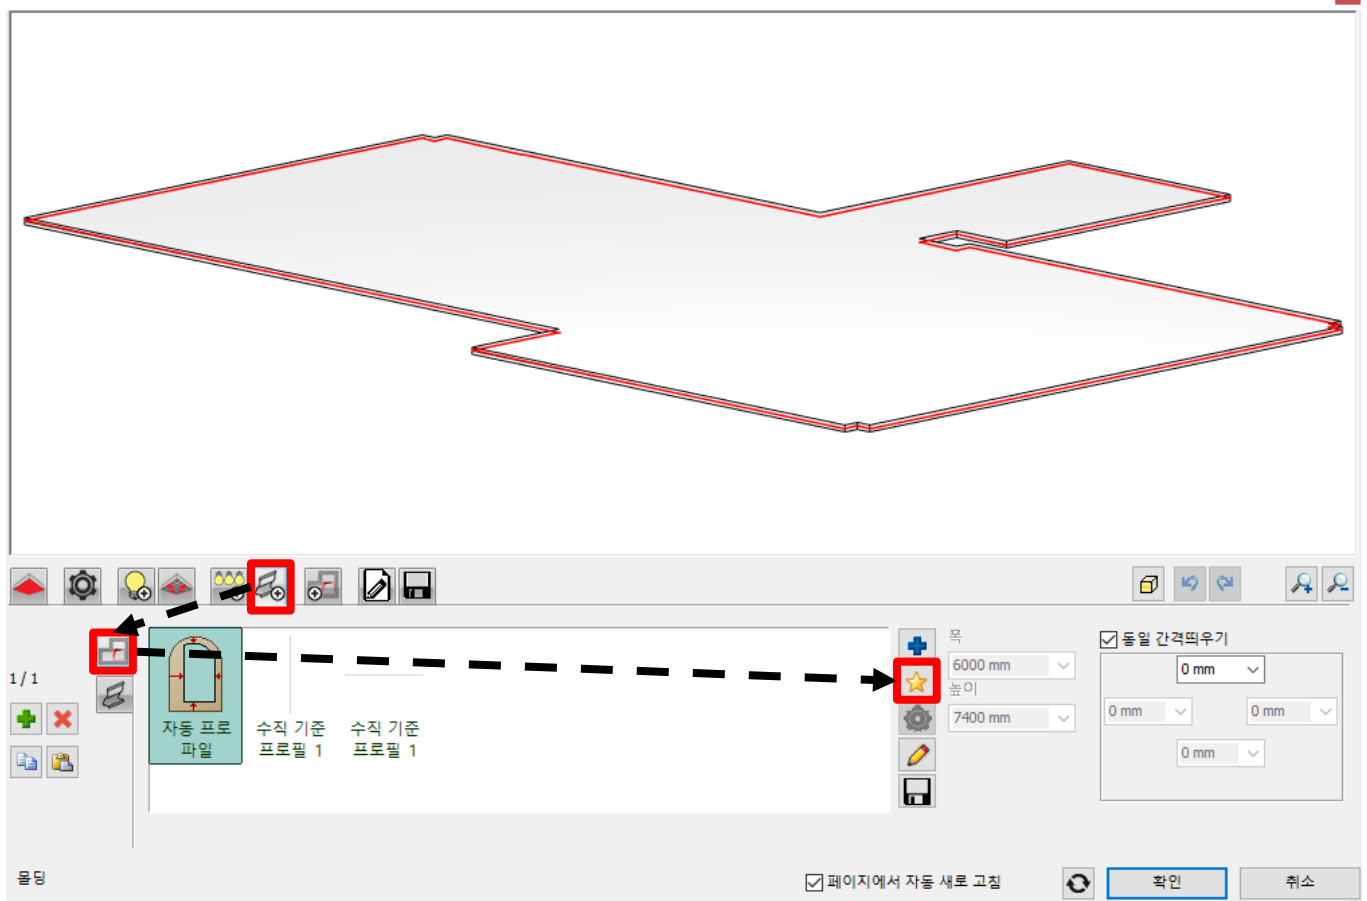 1 / 1
자동 프로
파일
수직 기준
프로필 1
수직 기준
프로필 1
폭
6000 mm
높이
7400 mm
동일 간격띄우기
0 mm
0 mm
0 mm
0 mm
몰딩
페이지에서 자동 새로 고침
확인
취소